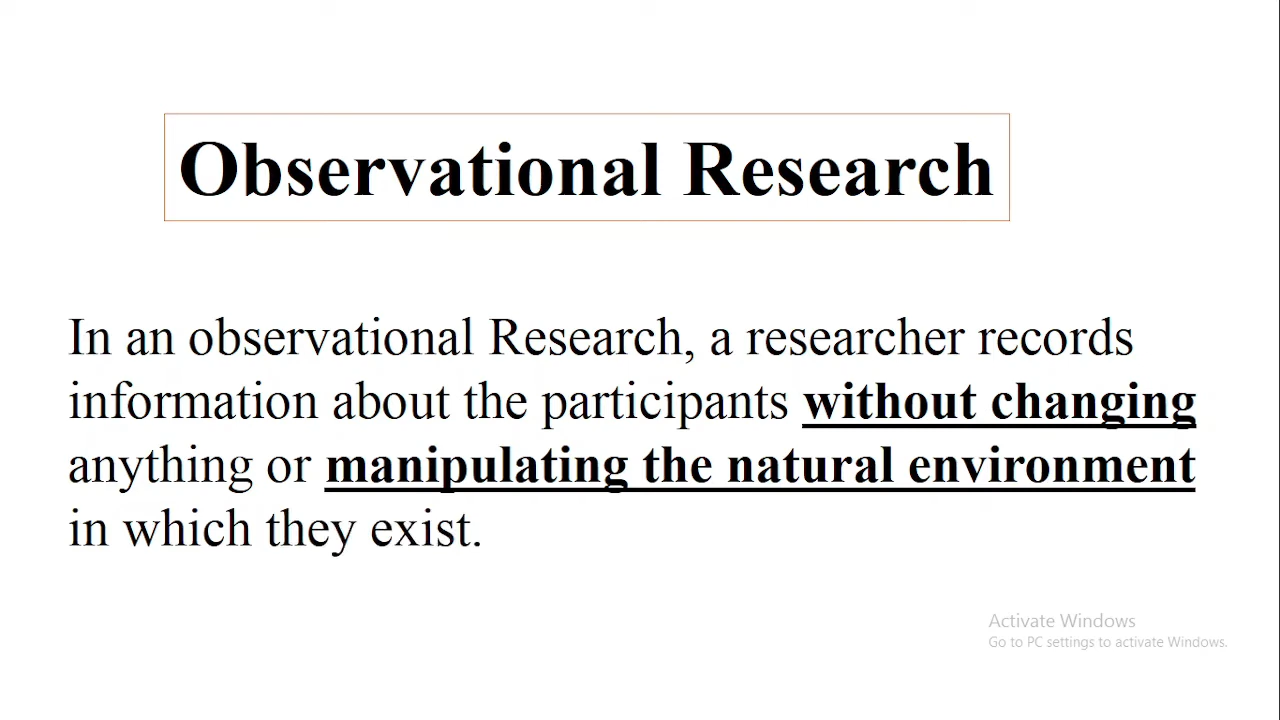 Observational Research
In an observational Research, a researcher records
information about the participants without changing
anything or manipulating the natural environment
in which they exist.
Activate Windows
Go to PC settings to activate Windows.